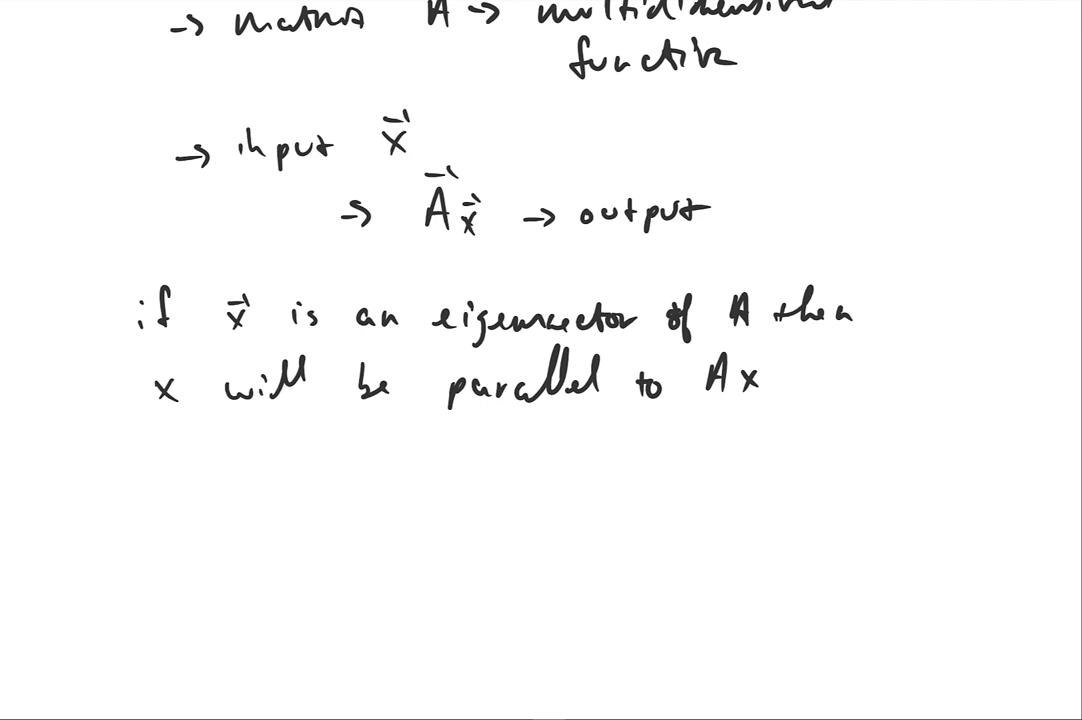 → matrix A → multidimensional
function
→ input x⃗
→ A⃗x⃗ → output
if x⃗ is an eigenvector of A then
x will be parallel to Ax